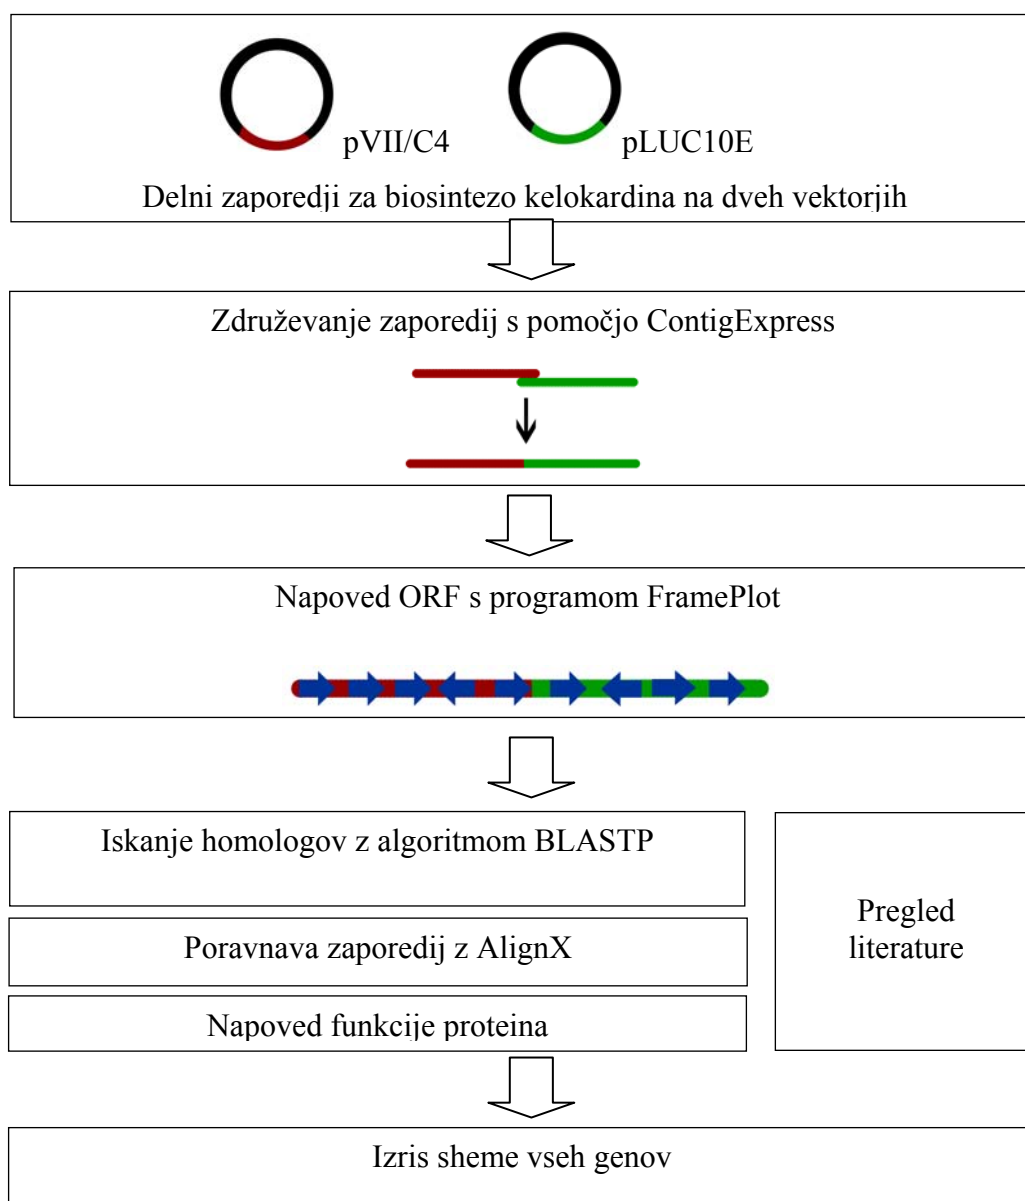 pVII/C4
pLUC10E
Delni zaporedji za biosintezo kelokardina na dveh vektorjih
Združevanje zaporedij s pomočjo ContigExpress
Napoved ORF s programom FramePlot
Iskanje homologov z algoritmom BLASTP
Poravnava zaporedij z AlignX
Napoved funkcije proteina
Pregled
literature
Izris sheme vseh genov